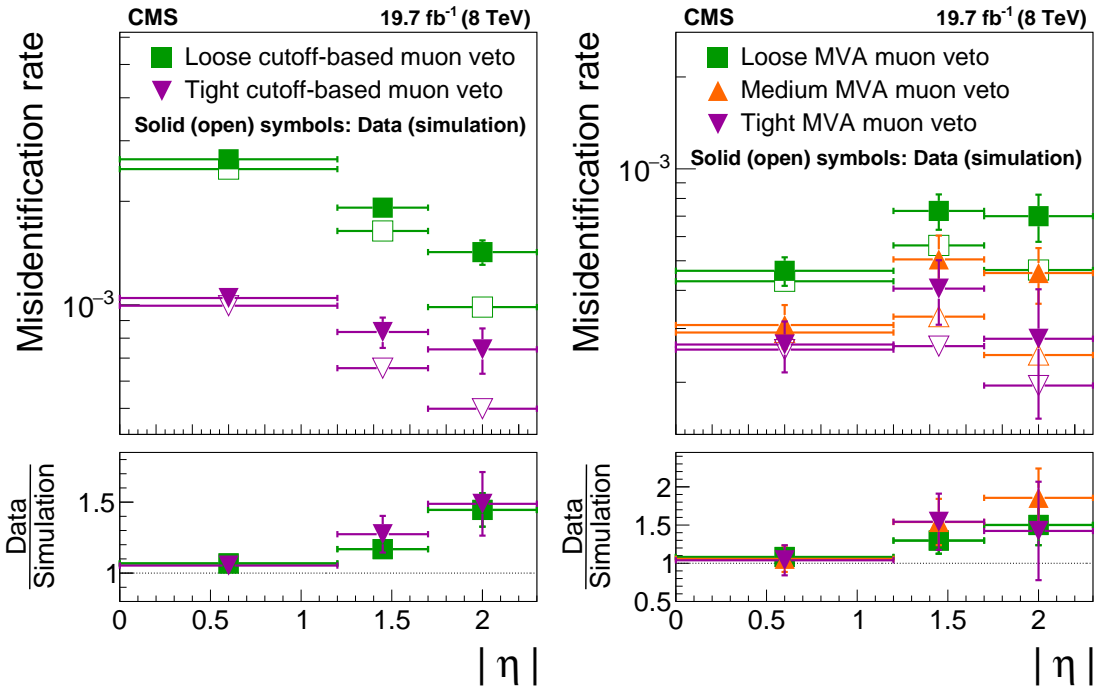 CMS 19.7 fb⁻¹ (8 TeV)
Misidentification rate
Loose cutoff-based muon veto
Tight cutoff-based muon veto
Solid (open) symbols: Data (simulation)
10⁻³
Data
Simulation
1.5
1
0 0.5 1 1.5 2
| η |
CMS 19.7 fb⁻¹ (8 TeV)
Misidentification rate
Loose MVA muon veto
Medium MVA muon veto
Tight MVA muon veto
Solid (open) symbols: Data (simulation)
10⁻³
Data
Simulation
2
1.5
1
0.5
0 0.5 1 1.5 2
| η |